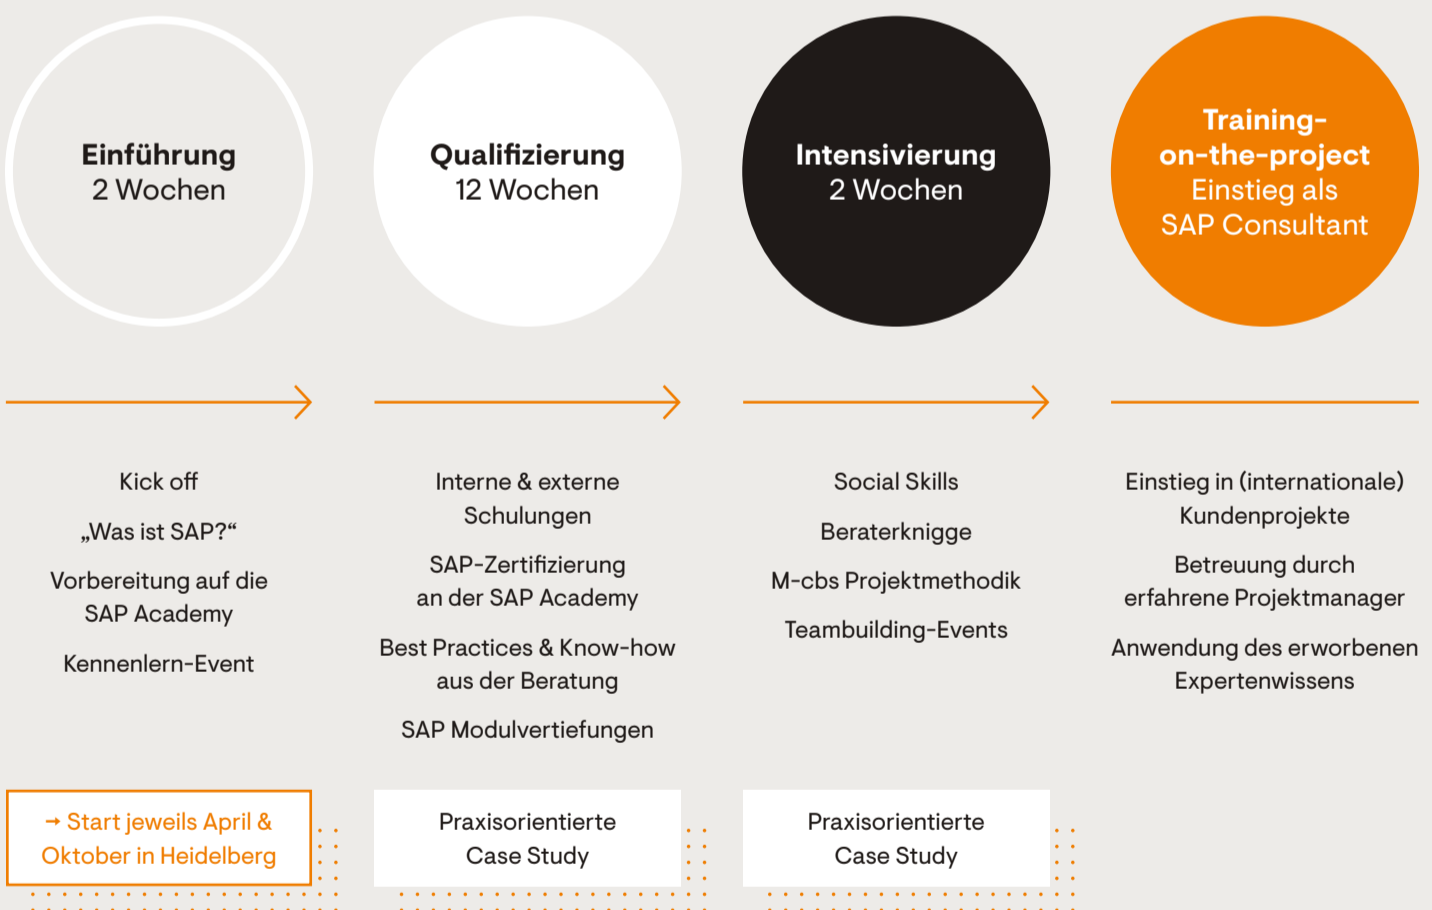 Einführung
2 Wochen
Kick off
„Was ist SAP?“
Vorbereitung auf die
SAP Academy
Kennenlern-Event
→ Start jeweils April &
Oktober in Heidelberg
Qualifizierung
12 Wochen
Interne & externe
Schulungen
SAP-Zertifizierung
an der SAP Academy
Best Practices & Know-how
aus der Beratung
SAP Modulvertiefungen
Praxisorientierte
Case Study
Intensivierung
2 Wochen
Social Skills
Beraterknigge
M-cbs Projektmethodik
Teambuilding-Events
Praxisorientierte
Case Study
Training-
on-the-project
Einstieg als
SAP Consultant
Einstieg in (internationale)
Kundenprojekte
Betreuung durch
erfahrene Projektmanager
Anwendung des erworbenen
Expertenwissens